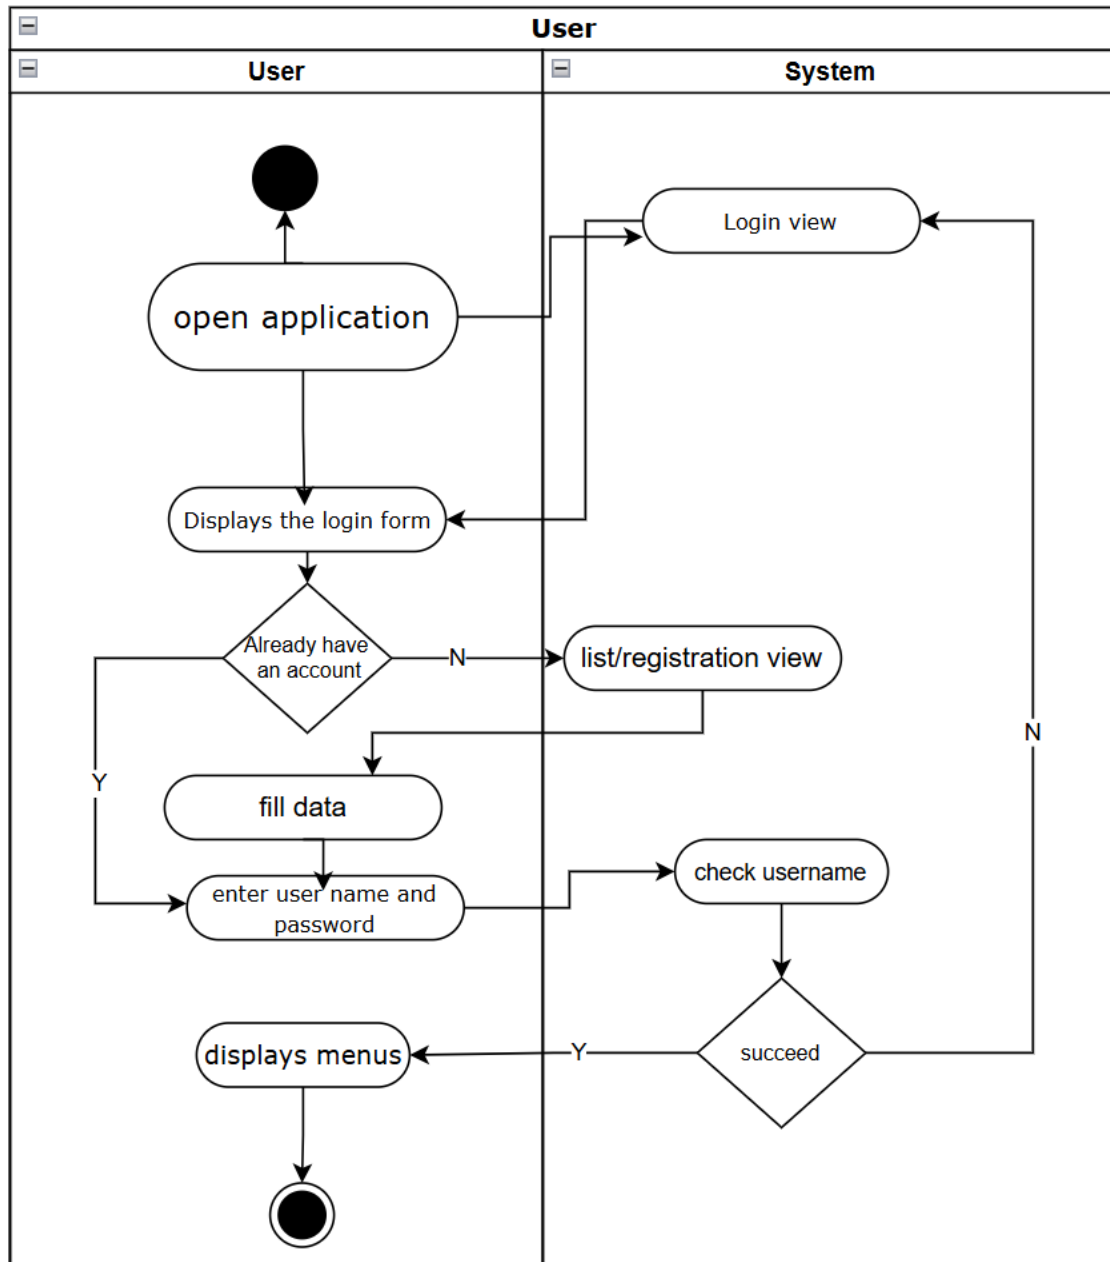 User
User
System
Login view
open application
Displays the login form
Already have
an account
N
list/registration view
N
Y
fill data
check username
enter user name and
password
displays menus
Y
succeed